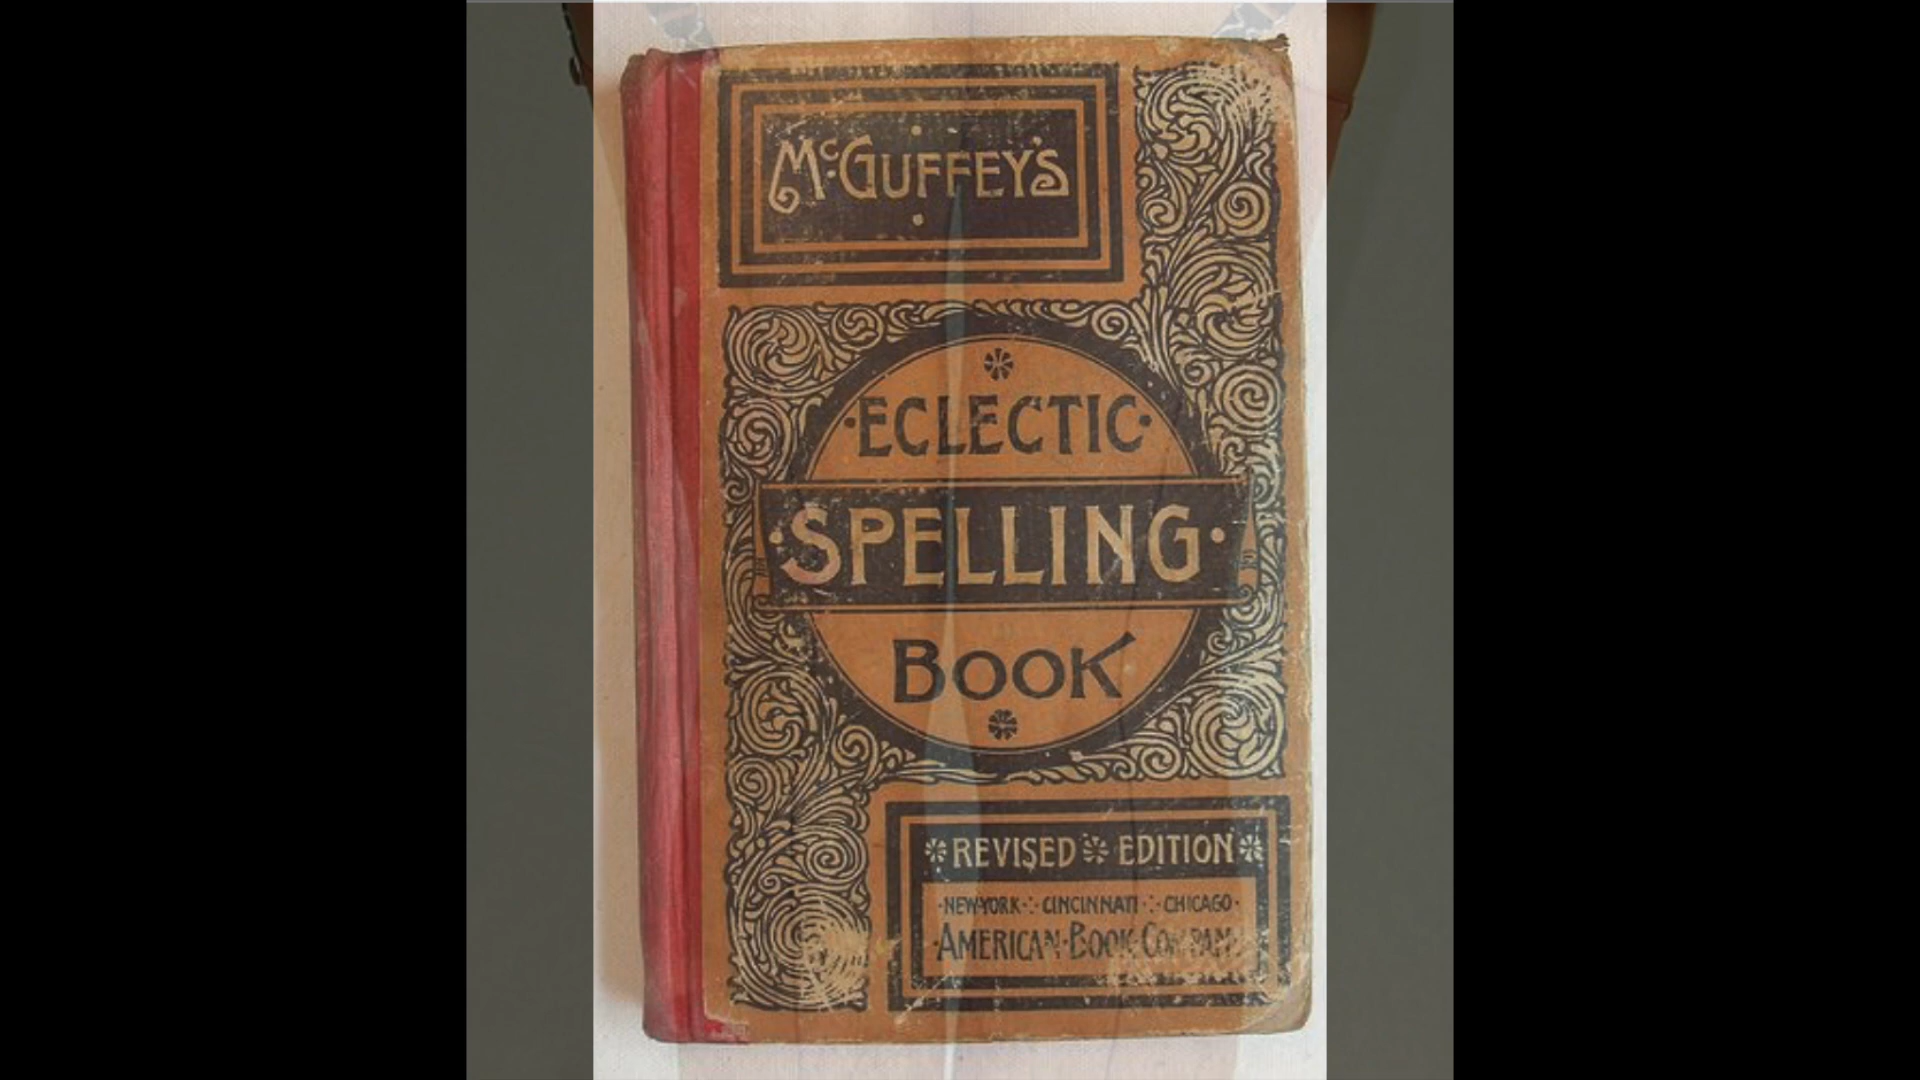 McGUFFEY'S
·ECLECTIC·
·SPELLING·
BOOK
REVISED EDITION
·NEW-YORK·:·CINCINNATI·:·CHICAGO·
·AMERICAN·BOOK·COMPANY·